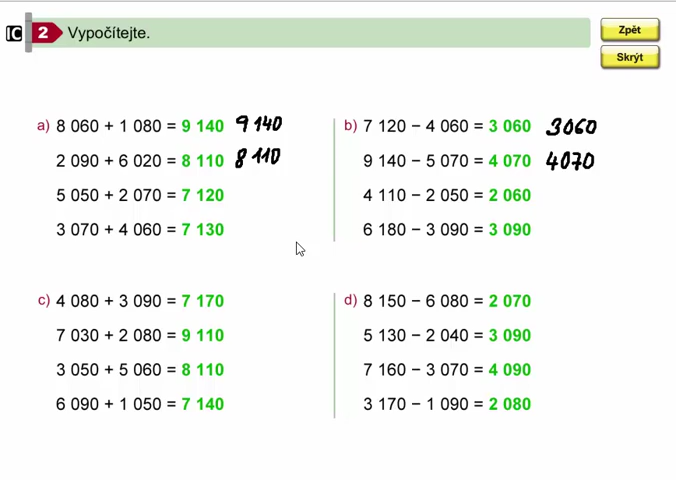 IC 2 Vypočítejte.
Zpět
Skrýt
a) 8 060 + 1 080 = 9 140 9 140
2 090 + 6 020 = 8 110 8 110
5 050 + 2 070 = 7 120
3 070 + 4 060 = 7 130
b) 7 120 − 4 060 = 3 060 3060
9 140 − 5 070 = 4 070 4070
4 110 − 2 050 = 2 060
6 180 − 3 090 = 3 090
c) 4 080 + 3 090 = 7 170
7 030 + 2 080 = 9 110
3 050 + 5 060 = 8 110
6 090 + 1 050 = 7 140
d) 8 150 − 6 080 = 2 070
5 130 − 2 040 = 3 090
7 160 − 3 070 = 4 090
3 170 − 1 090 = 2 080